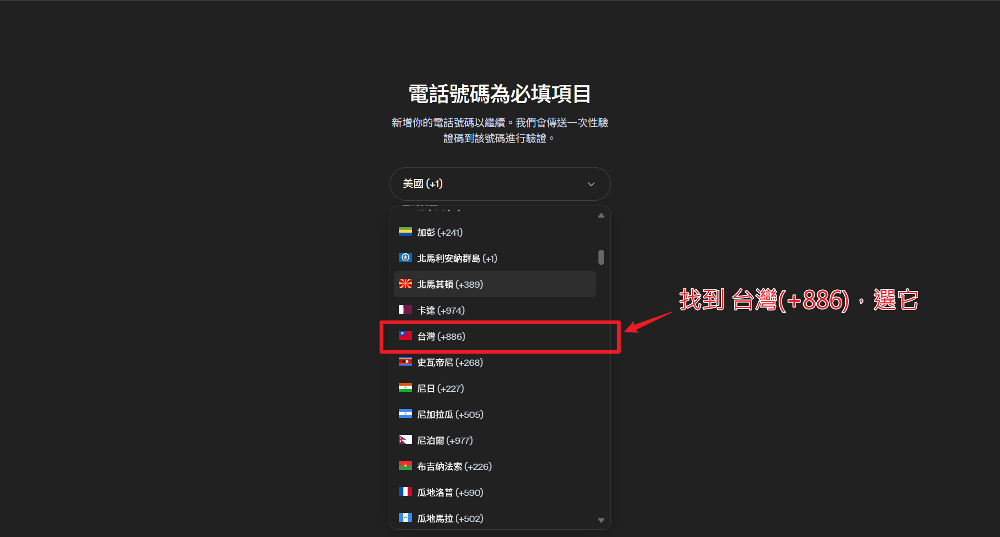 電話號碼為必填項目
新增你的電話號碼以繼續。我們會傳送一次性驗
證碼到該號碼進行驗證。
美國 (+1)
加彭 (+241)
北馬利安納群島 (+1)
北馬其頓 (+389)
卡達 (+974)
台灣 (+886)
找到 台灣(+886)，選它
史瓦帝尼 (+268)
尼日 (+227)
尼加拉瓜 (+505)
尼泊爾 (+977)
布吉納法索 (+226)
瓜地洛普 (+590)
瓜地馬拉 (+502)